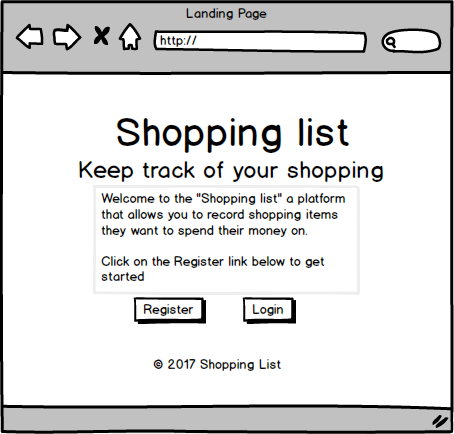 Landing Page
http://
Shopping list
Keep track of your shopping
Welcome to the "Shopping list" a platform
that allows you to record shopping items
they want to spend their money on.
Click on the Register link below to get
started
Register
Login
© 2017 Shopping List